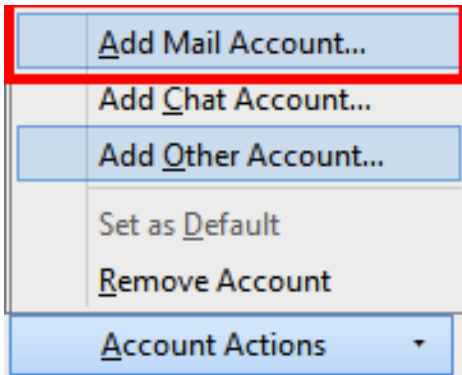 Add Mail Account...
Add Chat Account...
Add Other Account...
Set as Default
Remove Account
Account Actions